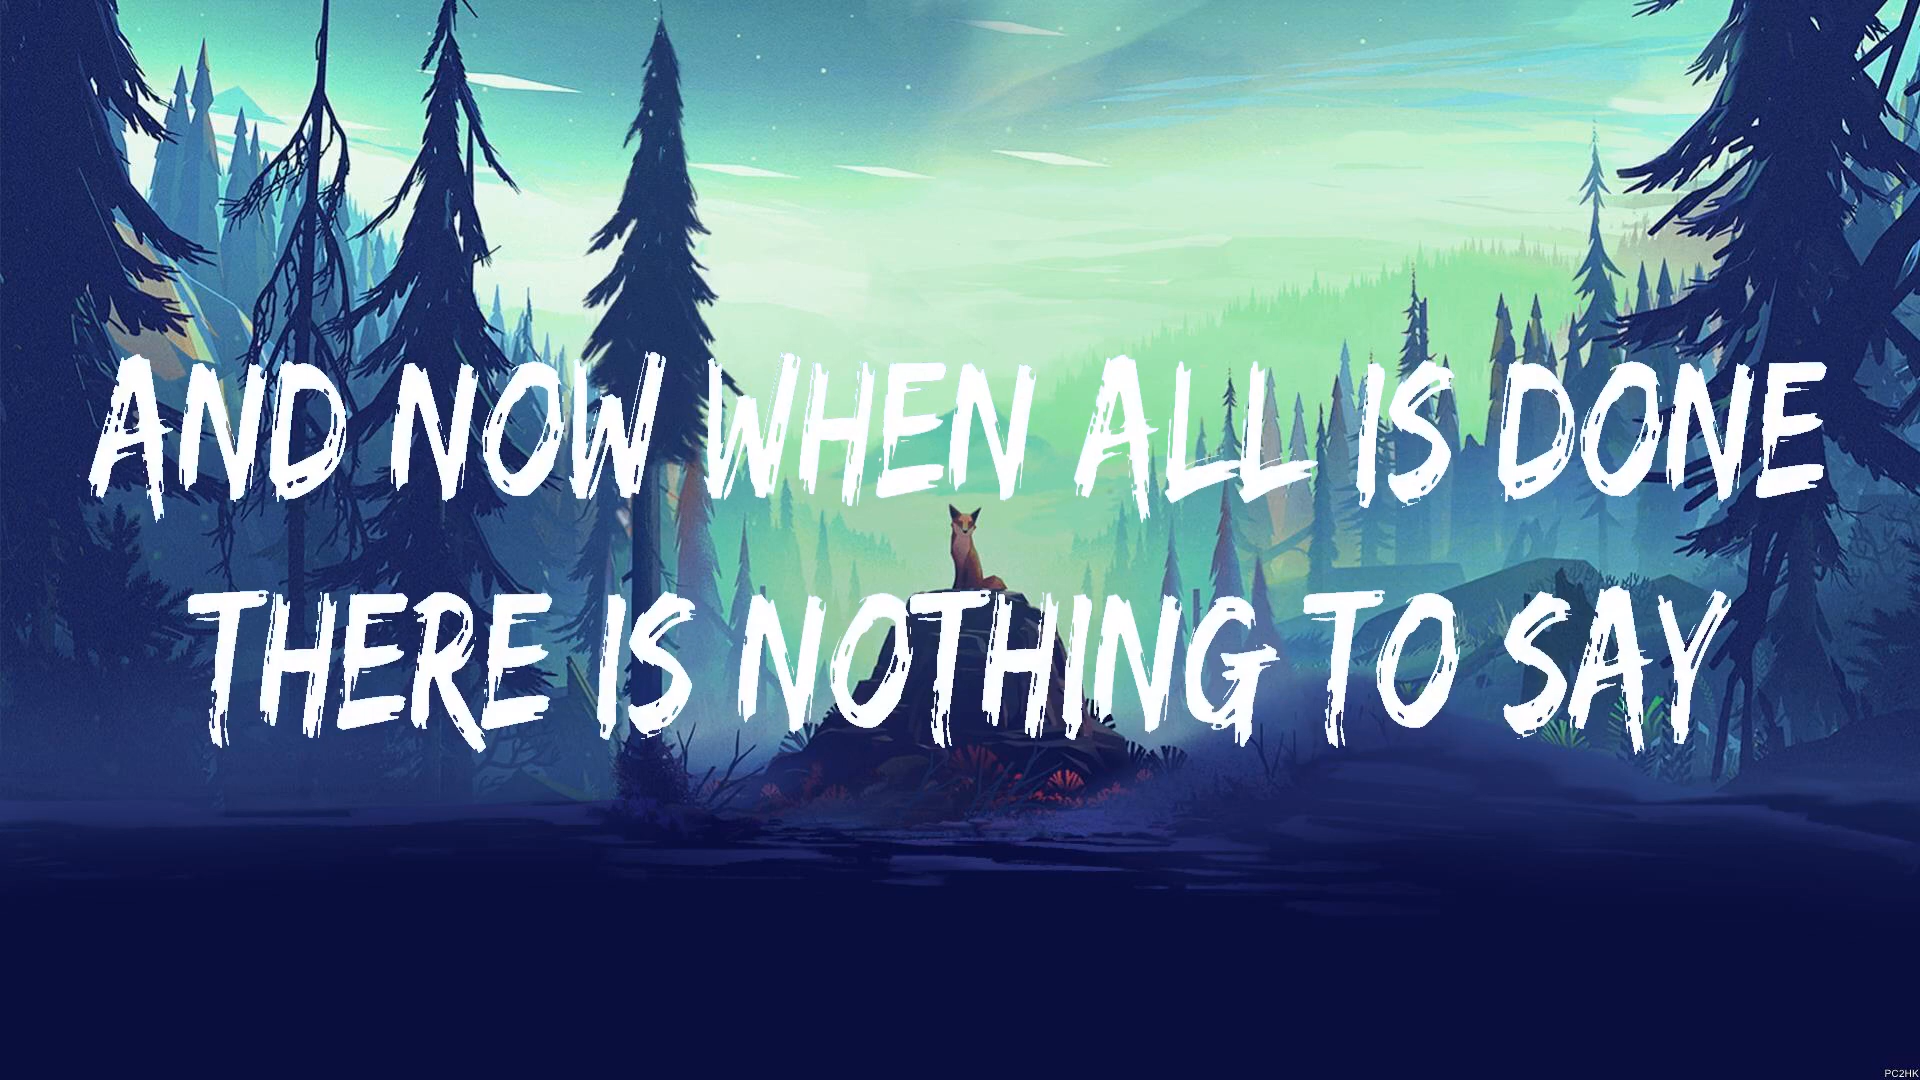 AND NOW WHEN ALL IS DONE
THERE IS NOTHING TO SAY
PC2HK